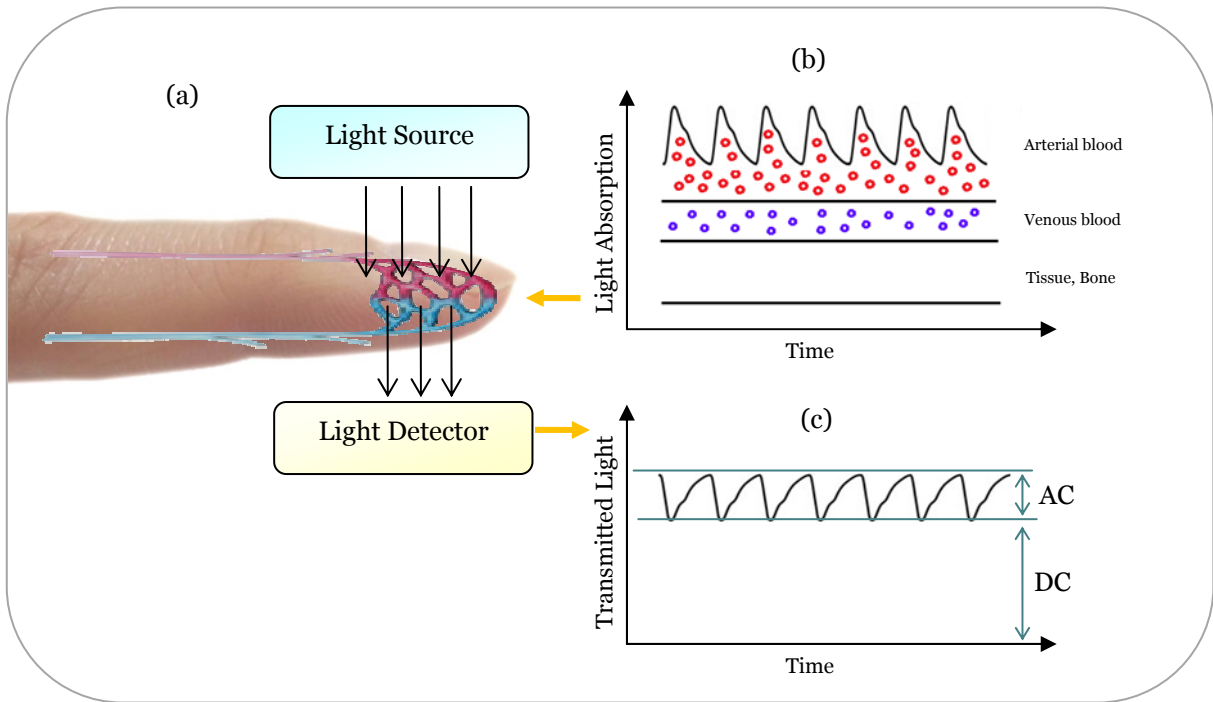 (a)
Light Source
Light Detector
(b)
Light Absorption
Arterial blood
Venous blood
Tissue, Bone
Time
(c)
Transmitted Light
AC
DC
Time